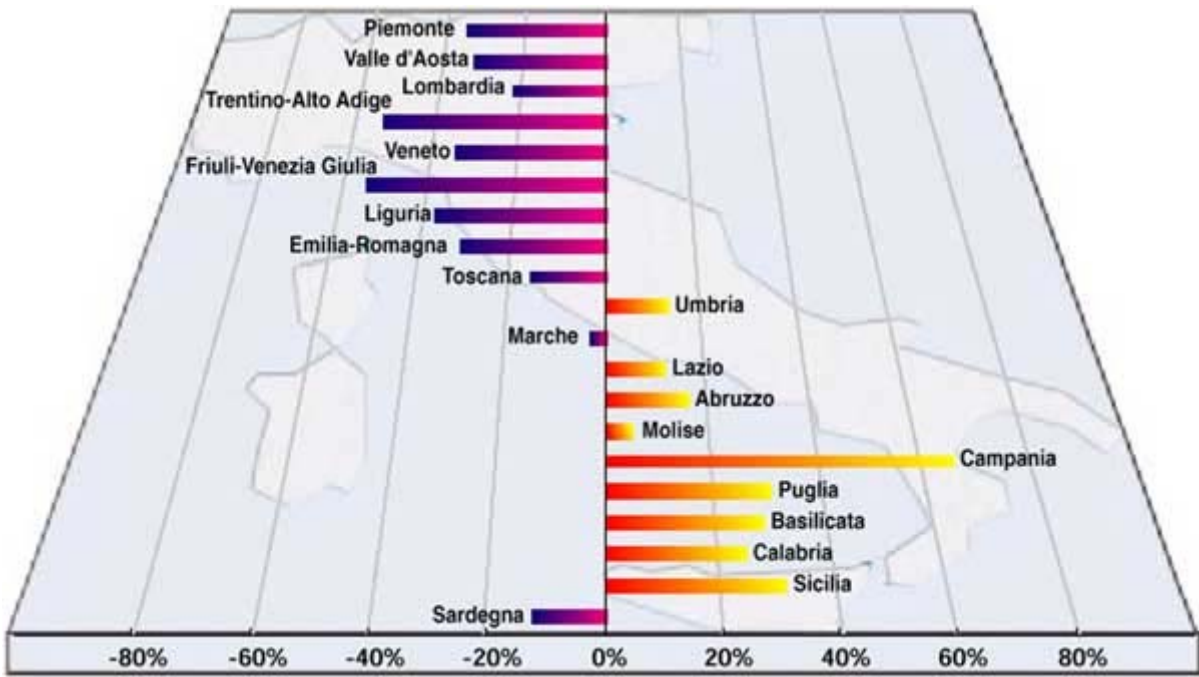 Piemonte
Valle d'Aosta
Lombardia
Trentino-Alto Adige
Veneto
Friuli-Venezia Giulia
Liguria
Emilia-Romagna
Toscana
Umbria
Marche
Lazio
Abruzzo
Molise
Campania
Puglia
Basilicata
Calabria
Sicilia
Sardegna
-80% -60% -40% -20% 0% 20% 40% 60% 80%